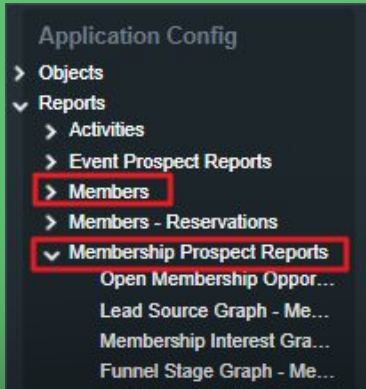 Application Config
Objects
Reports
Activities
Event Prospect Reports
Members
Members - Reservations
Membership Prospect Reports
Open Membership Oppor...
Lead Source Graph - Me...
Membership Interest Gra...
Funnel Stage Graph - Me...